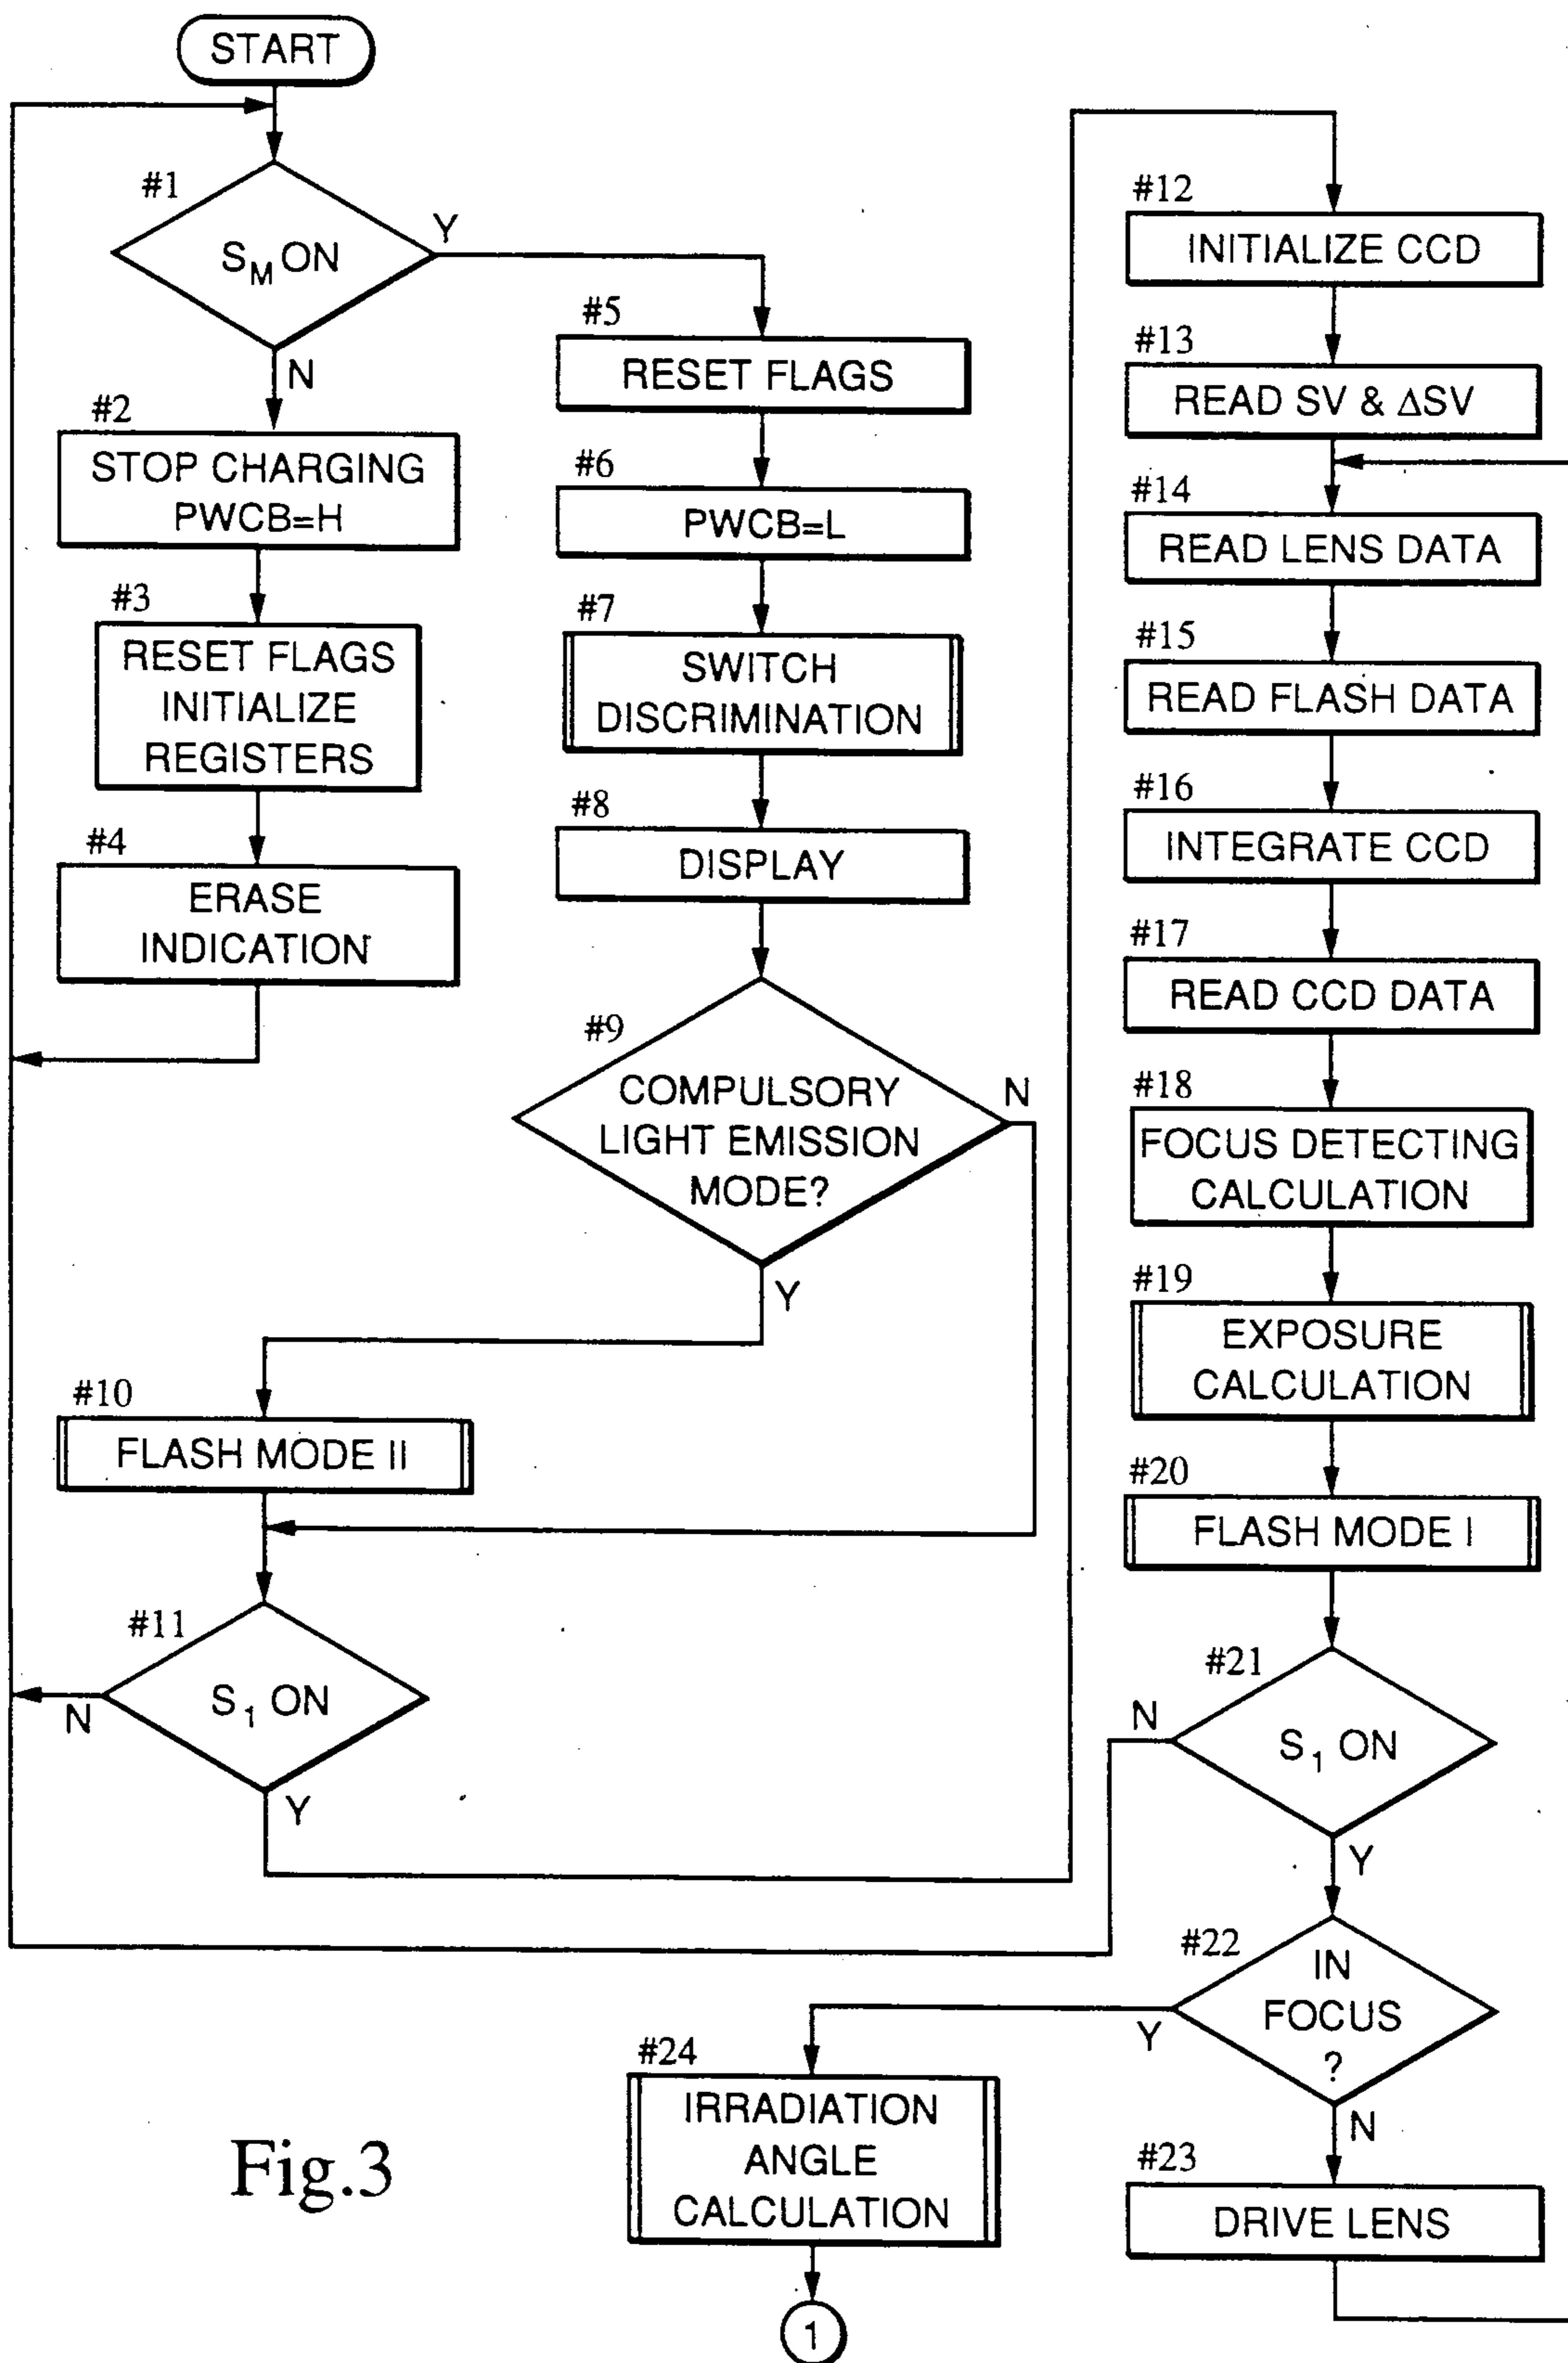 START
#1
S_M ON
Y
N
#2
STOP CHARGING
PWCB=H
#3
RESET FLAGS
INITIALIZE
REGISTERS
#4
ERASE
INDICATION
#5
RESET FLAGS
#6
PWCB=L
#7
SWITCH
DISCRIMINATION
#8
DISPLAY
#9
COMPULSORY
LIGHT EMISSION
MODE?
N
Y
#10
FLASH MODE II
#11
S₁ ON
N
Y
#12
INITIALIZE CCD
#13
READ SV & ΔSV
#14
READ LENS DATA
#15
READ FLASH DATA
#16
INTEGRATE CCD
#17
READ CCD DATA
#18
FOCUS DETECTING
CALCULATION
#19
EXPOSURE
CALCULATION
#20
FLASH MODE I
#21
S₁ ON
N
Y
#22
IN
FOCUS
?
Y
N
#23
DRIVE LENS
#24
IRRADIATION
ANGLE
CALCULATION
1
Fig.3